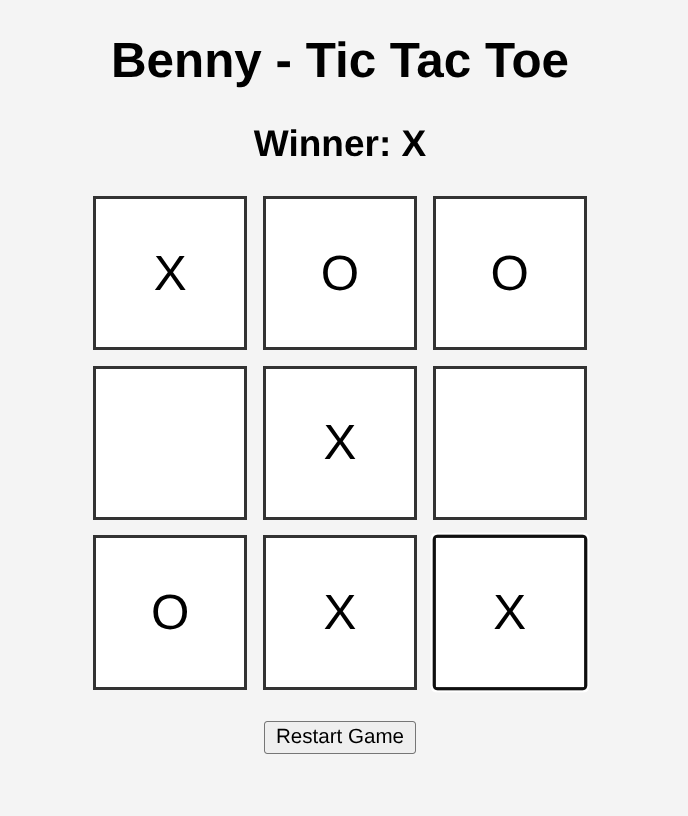 Benny - Tic Tac Toe
Winner: X
X O O
X
O X X
Restart Game